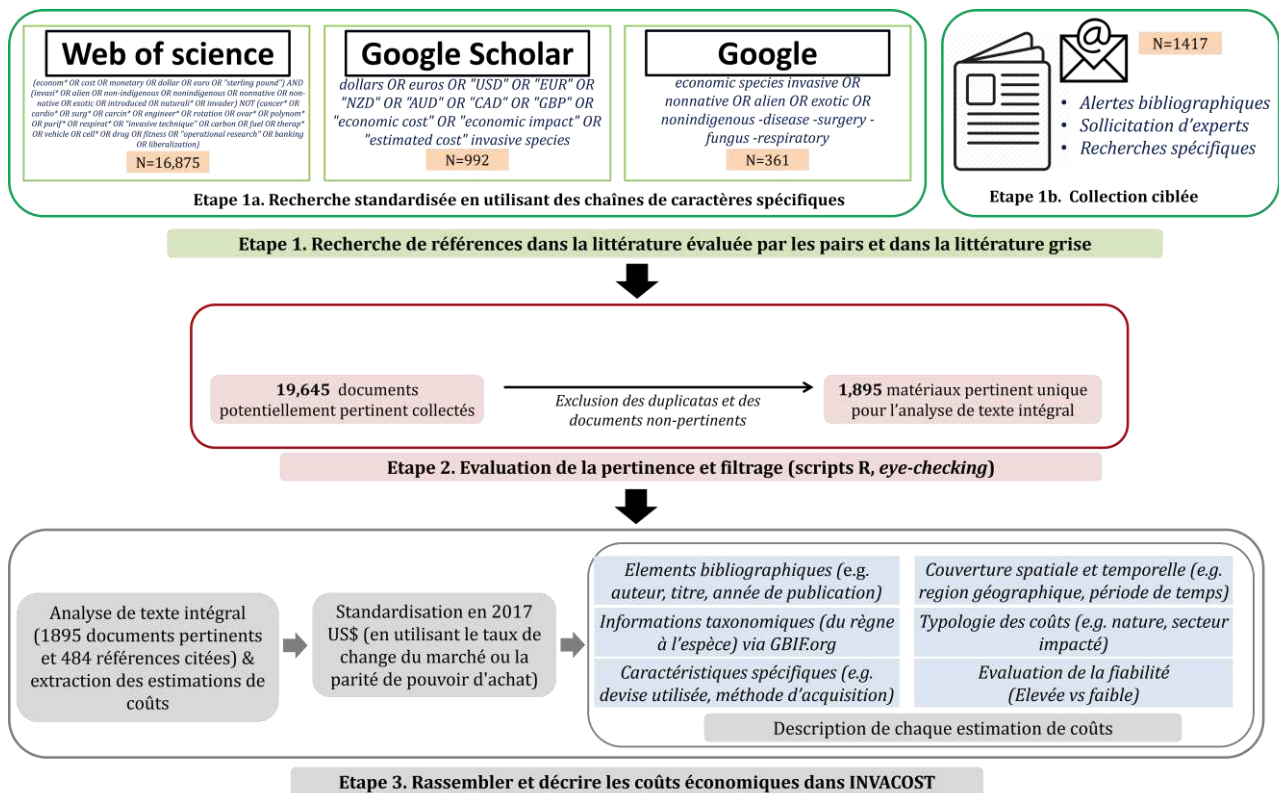 Web of science
(econom* OR cost OR monetary OR dollar OR euro OR "sterling pound") AND
(invasi* OR alien OR non-indigenous OR nonindigenous OR nonnative OR non-
native OR exotic OR introduced OR naturali* OR invader) NOT (cancer* OR
cardio* OR surg* OR carcin* OR engineer* OR rotation OR ovar* OR polynom*
OR purif* OR respirat* OR "invasive technique" OR carbon OR fuel OR therap*
OR vehicle OR cell* OR drug OR fitness OR "operational research" OR banking
OR liberalization)
N=16,875
Google Scholar
dollars OR euros OR "USD" OR "EUR" OR
"NZD" OR "AUD" OR "CAD" OR "GBP" OR
"economic cost" OR "economic impact" OR
"estimated cost" invasive species
N=992
Google
economic species invasive OR
nonnative OR alien OR exotic OR
nonindigenous -disease -surgery -
fungus -respiratory
N=361
Etape 1a. Recherche standardisée en utilisant des chaînes de caractères spécifiques
@
N=1417
• Alertes bibliographiques
• Sollicitation d'experts
• Recherches spécifiques
Etape 1b. Collection ciblée
Etape 1. Recherche de références dans la littérature évaluée par les pairs et dans la littérature grise
19,645 documents
potentiellement pertinent collectés
Exclusion des duplicatas et des
documents non-pertinents
1,895 matériaux pertinent unique
pour l'analyse de texte intégral
Etape 2. Evaluation de la pertinence et filtrage (scripts R, eye-checking)
Analyse de texte intégral
(1895 documents pertinents
et 484 références citées) &
extraction des estimations de
coûts
Standardisation en 2017
US$ (en utilisant le taux de
change du marché ou la
parité de pouvoir d'achat)
Elements bibliographiques (e.g.
auteur, titre, année de publication)
Informations taxonomiques (du règne
à l'espèce) via GBIF.org
Caractéristiques spécifiques (e.g.
devise utilisée, méthode d'acquisition)
Couverture spatiale et temporelle (e.g.
region géographique, période de temps)
Typologie des coûts (e.g. nature, secteur
impacté)
Evaluation de la fiabilité
(Elevée vs faible)
Description de chaque estimation de coûts
Etape 3. Rassembler et décrire les coûts économiques dans INVACOST